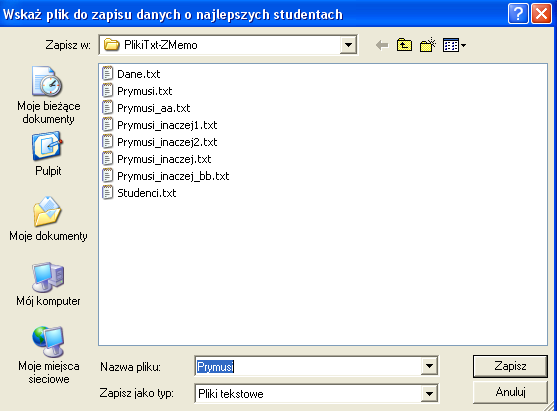 Wskaż plik do zapisu danych o najlepszych studentach
Zapisz w: PlikiTxt-ZMemo
Moje bieżące
dokumenty
Pulpit
Moje dokumenty
Mój komputer
Moje miejsca
sieciowe
Dane.txt
Prymusi.txt
Prymusi_aa.txt
Prymusi_inaczej1.txt
Prymusi_inaczej2.txt
Prymusi_inaczej.txt
Prymusi_inaczej_bb.txt
Studenci.txt
Nazwa pliku: Prymusi Zapisz
Zapisz jako typ: Pliki tekstowe Anuluj